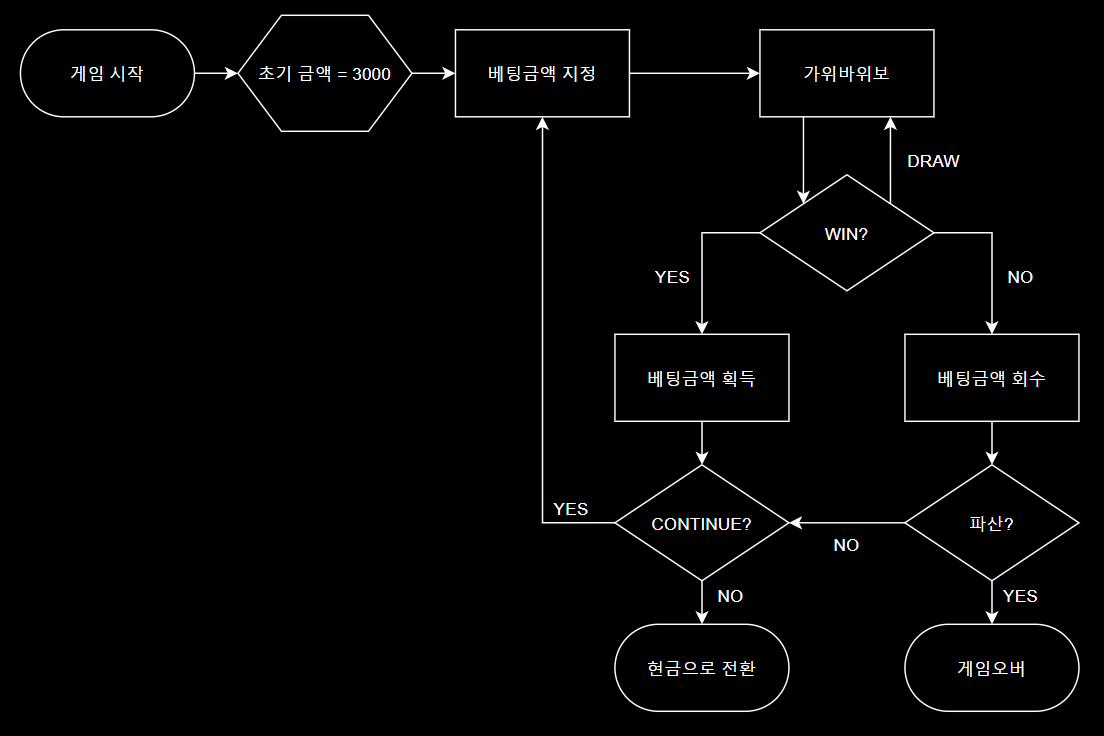 게임 시작
초기 금액 = 3000
베팅금액 지정
가위바위보
DRAW
WIN?
YES
NO
베팅금액 획득
베팅금액 회수
YES
CONTINUE?
NO
파산?
NO
YES
현금으로 전환
게임오버